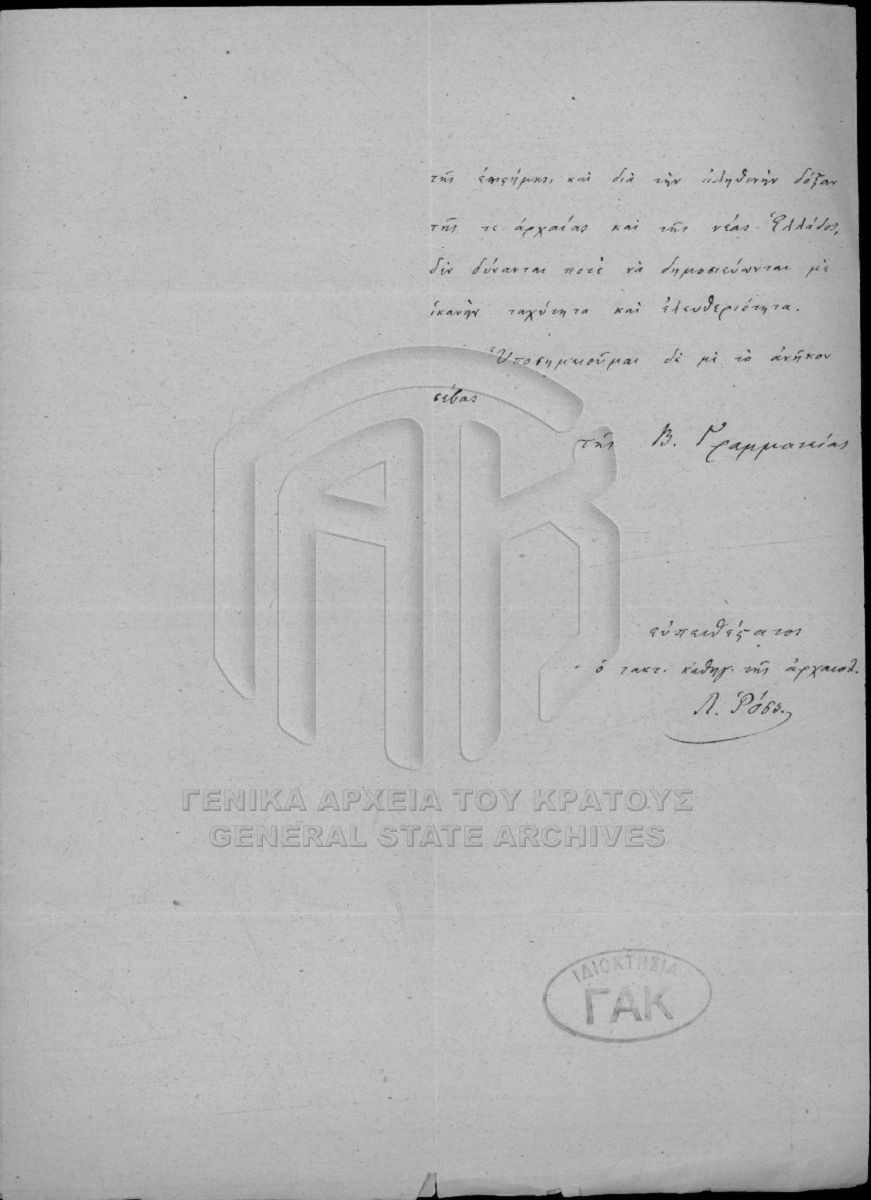 τῆς ἐπιςήμης, καὶ διὰ τὴν ἀληθινὴν δόξαν
τῆς τε ἀρχαίας καὶ τῆς νέας Ἑλλάδος,
δὲν δύνανται ποτὲ νὰ δημοσιεύωνται μὲ
ἱκανὴν ταχύτητα καὶ ἐλευθεριότητα.
Ὑποσημειοῦμαι δὲ μὲ τὸ ἀνῆκον
σέβας
τῆς Β. Γραμματείας
εὐπειθέςατος
ὁ τακτ. καθηγ. τῆς ἀρχαιολ.
Λ. Ῥόσς.
ΓΕΝΙΚΑ ΑΡΧΕΙΑ ΤΟΥ ΚΡΑΤΟΥΣ
GENERAL STATE ARCHIVES
ΙΔΙΟΚΤΗΣΙΑ
ΓΑΚ